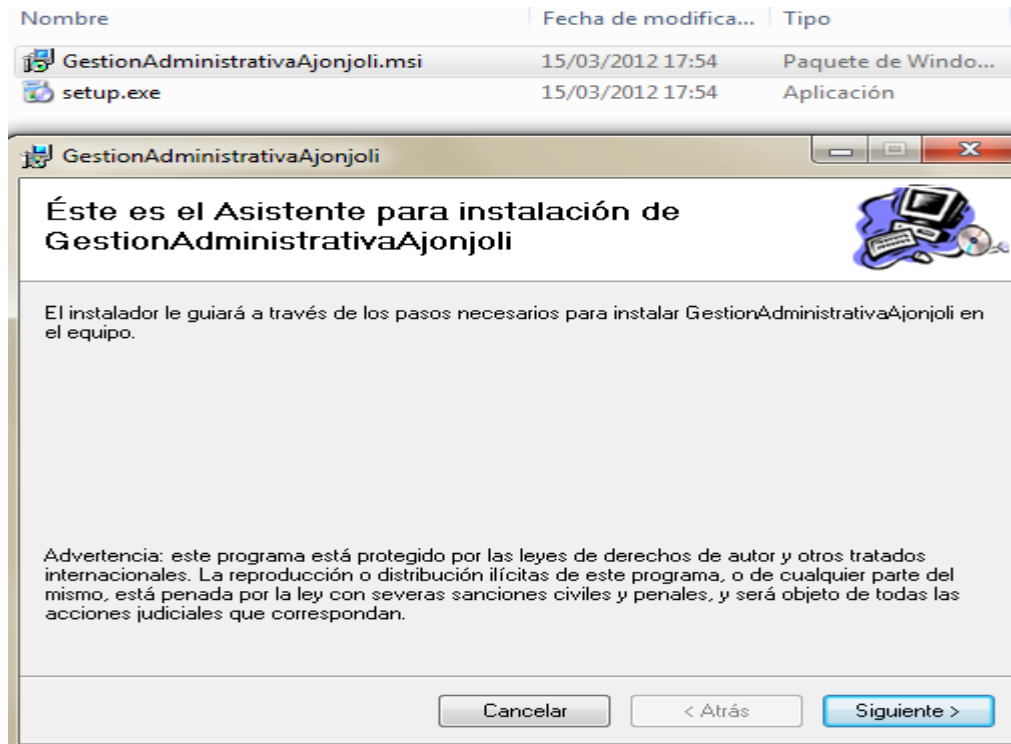 Nombre Fecha de modifica... Tipo
GestionAdministrativaAjonjoli.msi 15/03/2012 17:54 Paquete de Windo...
setup.exe 15/03/2012 17:54 Aplicación
GestionAdministrativaAjonjoli
Éste es el Asistente para instalación de
GestionAdministrativaAjonjoli
El instalador le guiará a través de los pasos necesarios para instalar GestionAdministrativaAjonjoli en
el equipo.
Advertencia: este programa está protegido por las leyes de derechos de autor y otros tratados
internacionales. La reproducción o distribución ilícitas de este programa, o de cualquier parte del
mismo, está penada por la ley con severas sanciones civiles y penales, y será objeto de todas las
acciones judiciales que correspondan.
Cancelar < Atrás Siguiente >